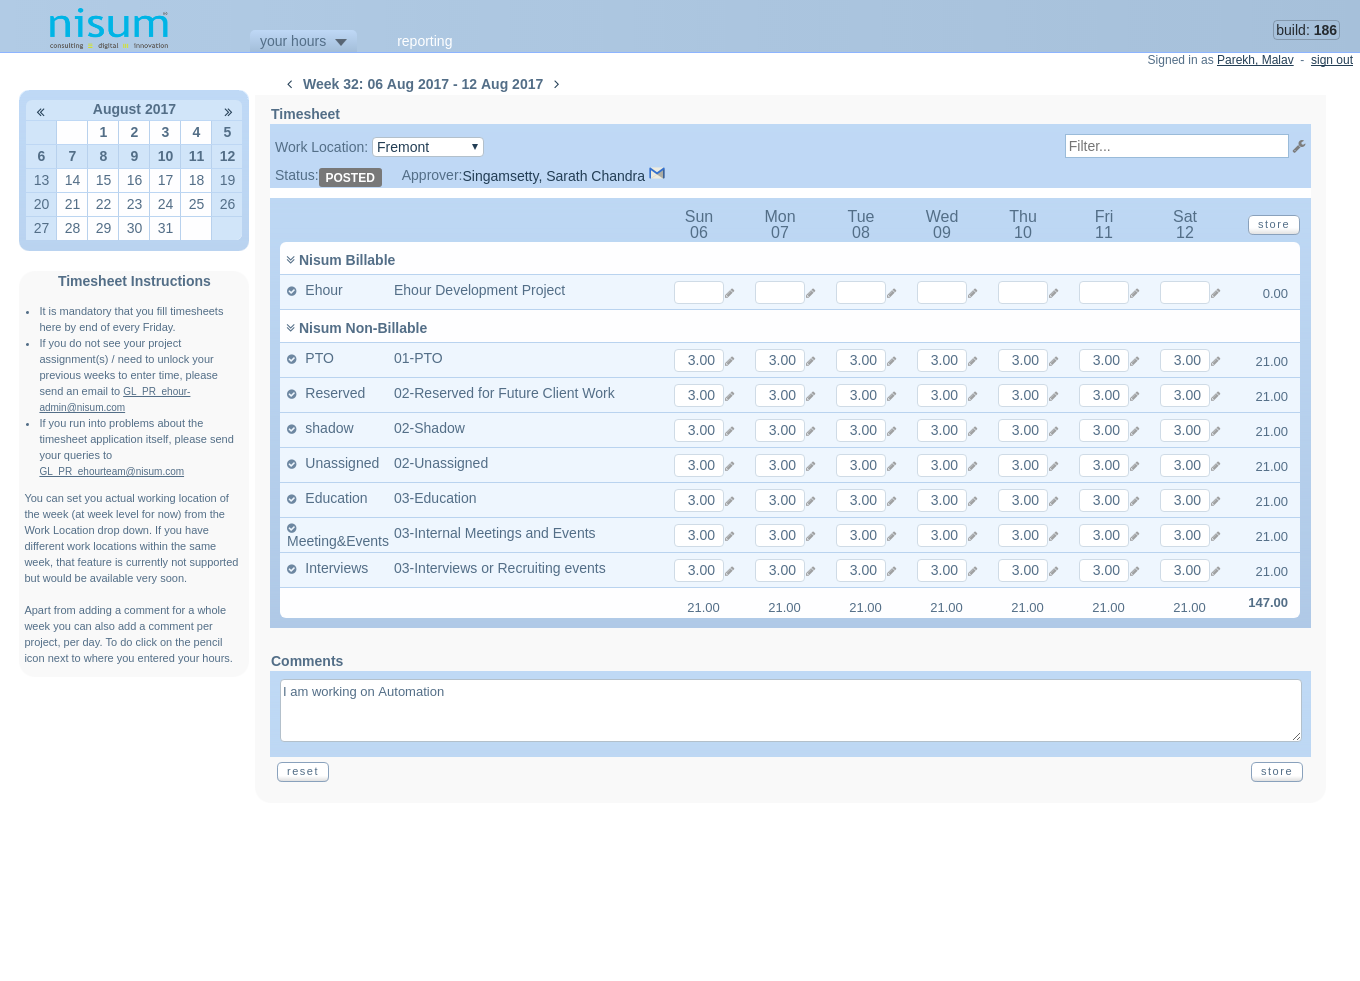 nisum
consulting digital innovation
your hours
reporting
build: 186
Signed in as Parekh, Malav - sign out
Week 32: 06 Aug 2017 - 12 Aug 2017
August 2017
1 2 3 4 5
6 7 8 9 10 11 12
13 14 15 16 17 18 19
20 21 22 23 24 25 26
27 28 29 30 31
Timesheet Instructions
• It is mandatory that you fill timesheets
here by end of every Friday.
• If you do not see your project
assignment(s) / need to unlock your
previous weeks to enter time, please
send an email to GL_PR_ehour-
admin@nisum.com
• If you run into problems about the
timesheet application itself, please send
your queries to
GL_PR_ehourteam@nisum.com
You can set you actual working location of
the week (at week level for now) from the
Work Location drop down. If you have
different work locations within the same
week, that feature is currently not supported
but would be available very soon.
Apart from adding a comment for a whole
week you can also add a comment per
project, per day. To do click on the pencil
icon next to where you entered your hours.
Timesheet
Work Location: Fremont
Filter...
Status: POSTED Approver: Singamsetty, Sarath Chandra
Sun Mon Tue Wed Thu Fri Sat
06 07 08 09 10 11 12
store
Nisum Billable
Ehour Ehour Development Project 0.00
Nisum Non-Billable
PTO 01-PTO 3.00 3.00 3.00 3.00 3.00 3.00 3.00 21.00
Reserved 02-Reserved for Future Client Work 3.00 3.00 3.00 3.00 3.00 3.00 3.00 21.00
shadow 02-Shadow 3.00 3.00 3.00 3.00 3.00 3.00 3.00 21.00
Unassigned 02-Unassigned 3.00 3.00 3.00 3.00 3.00 3.00 3.00 21.00
Education 03-Education 3.00 3.00 3.00 3.00 3.00 3.00 3.00 21.00
Meeting&Events 03-Internal Meetings and Events 3.00 3.00 3.00 3.00 3.00 3.00 3.00 21.00
Interviews 03-Interviews or Recruiting events 3.00 3.00 3.00 3.00 3.00 3.00 3.00 21.00
21.00 21.00 21.00 21.00 21.00 21.00 21.00 147.00
Comments
I am working on Automation
reset
store